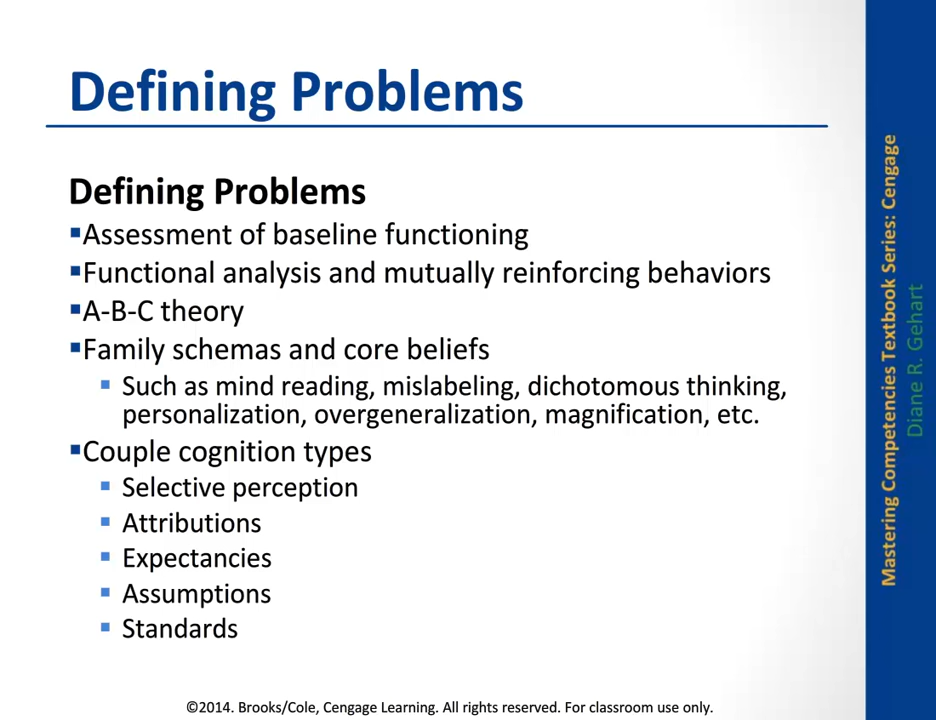 Defining Problems
Defining Problems
▪Assessment of baseline functioning
▪Functional analysis and mutually reinforcing behaviors
▪A-B-C theory
▪Family schemas and core beliefs
▪ Such as mind reading, mislabeling, dichotomous thinking,
personalization, overgeneralization, magnification, etc.
▪Couple cognition types
▪ Selective perception
▪ Attributions
▪ Expectancies
▪ Assumptions
▪ Standards
©2014. Brooks/Cole, Cengage Learning. All rights reserved. For classroom use only.
Mastering Competencies Textbook Series: Cengage
Diane R. Gehart